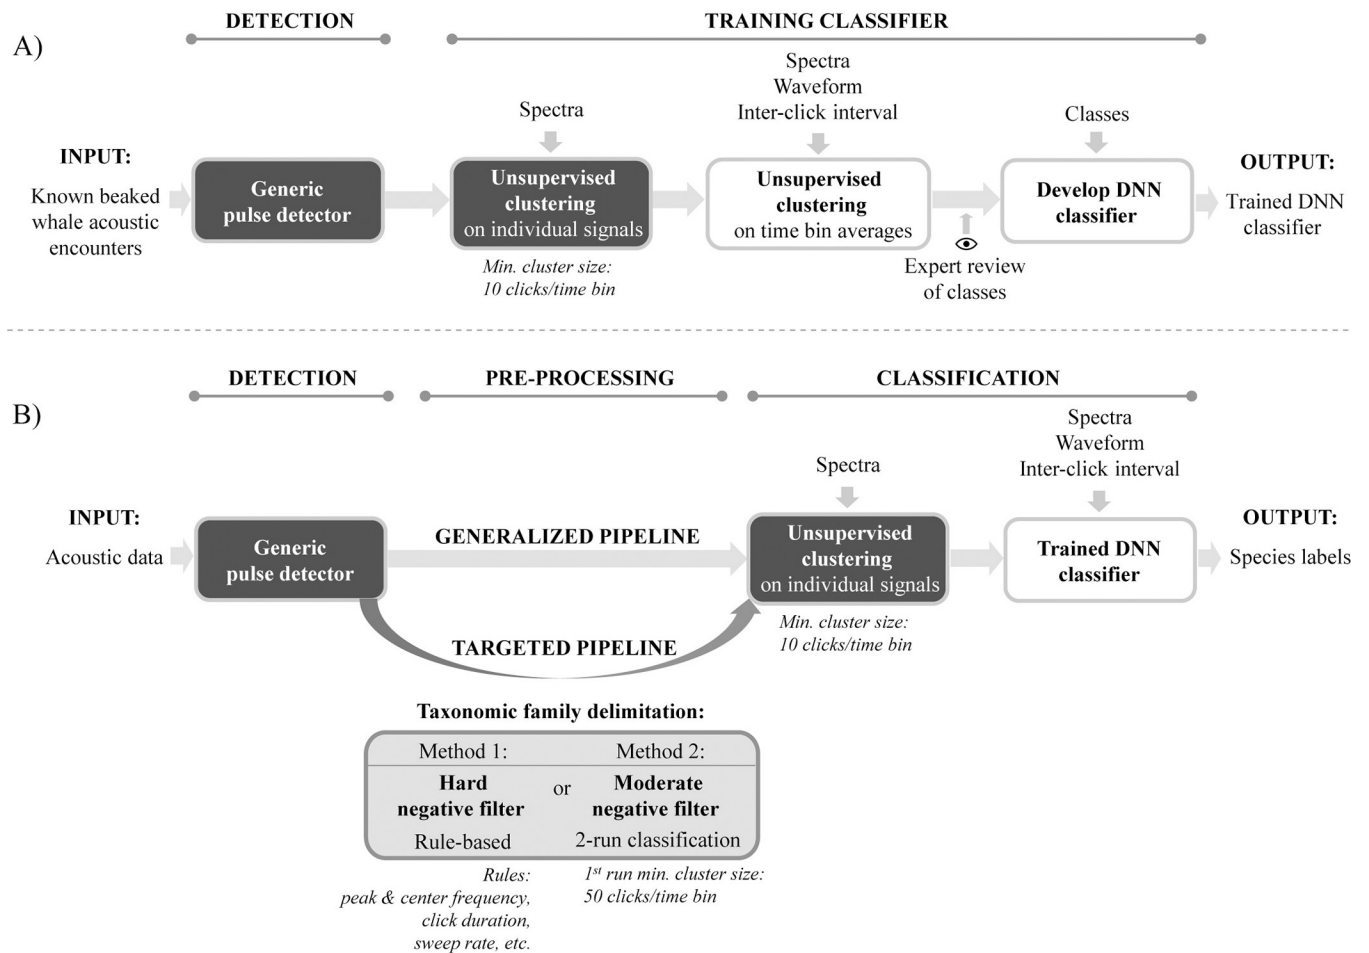 A)
DETECTION
TRAINING CLASSIFIER
Spectra
Waveform
Inter-click interval
Spectra
Classes
INPUT:
Known beaked
whale acoustic
encounters
Generic
pulse detector
Unsupervised
clustering
on individual signals
Min. cluster size:
10 clicks/time bin
Unsupervised
clustering
on time bin averages
Expert review
of classes
Develop DNN
classifier
OUTPUT:
Trained DNN
classifier
B)
DETECTION
PRE-PROCESSING
CLASSIFICATION
Spectra
Waveform
Inter-click interval
Spectra
INPUT:
Acoustic data
Generic
pulse detector
GENERALIZED PIPELINE
TARGETED PIPELINE
Unsupervised
clustering
on individual signals
Min. cluster size:
10 clicks/time bin
Trained DNN
classifier
OUTPUT:
Species labels
Taxonomic family delimitation:
Method 1:
Hard
negative filter
Rule-based
or
Method 2:
Moderate
negative filter
2-run classification
Rules:
peak & center frequency,
click duration,
sweep rate, etc.
1st run min. cluster size:
50 clicks/time bin